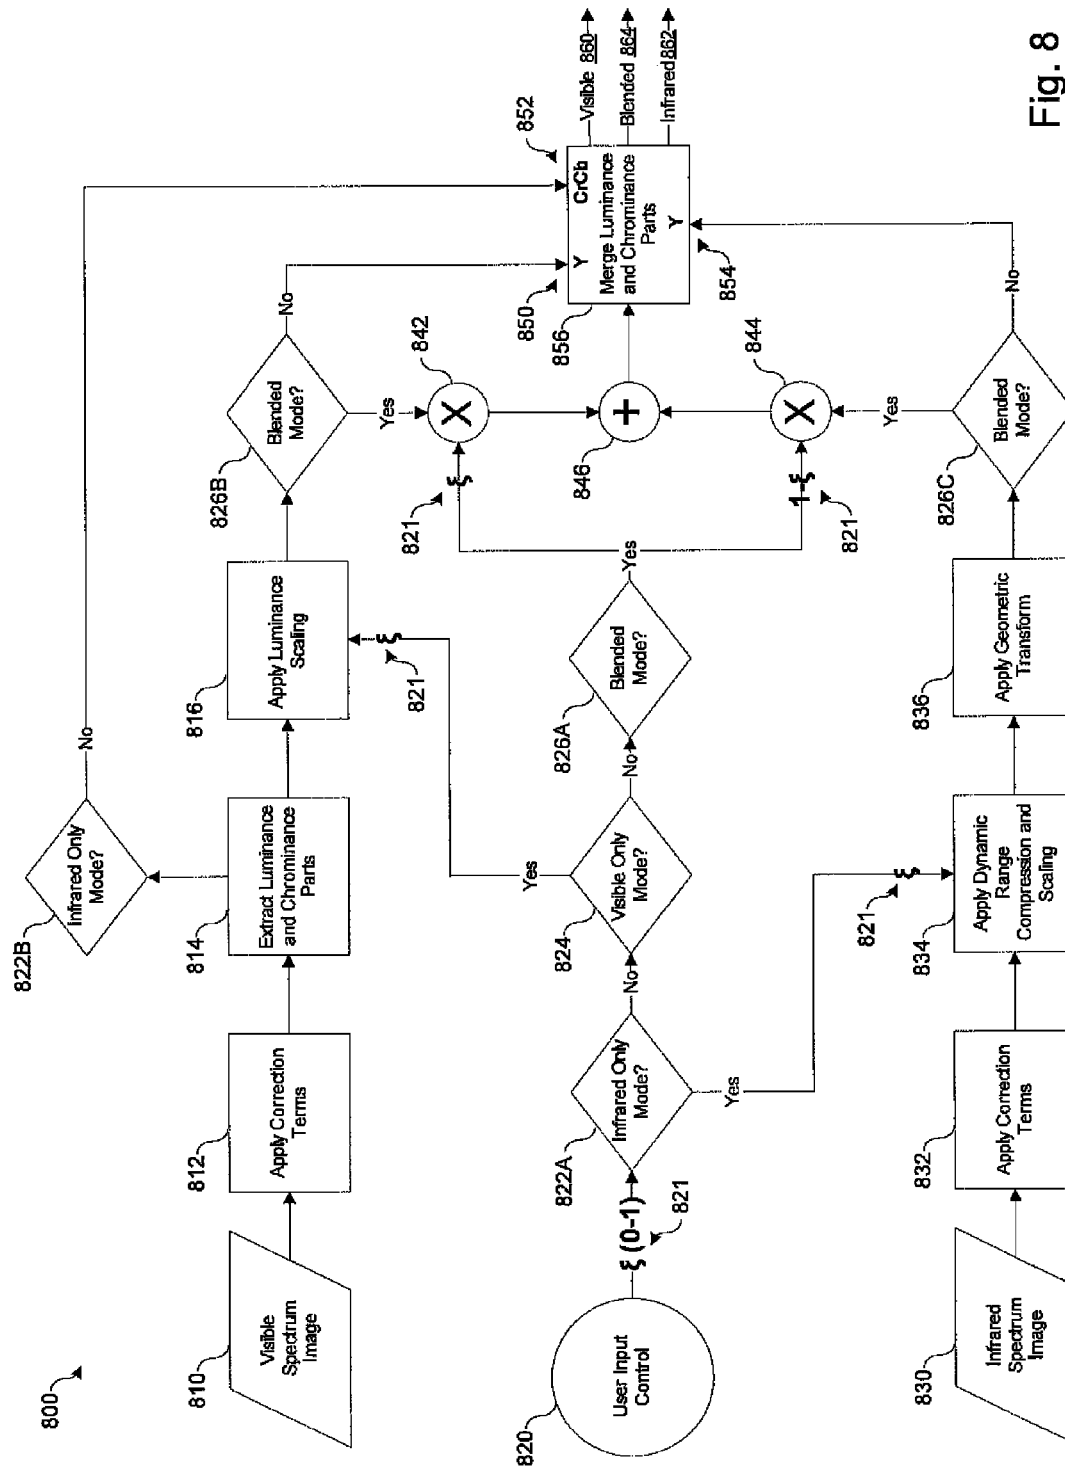 800
810
Visible
Spectrum
Image
812
Apply Correction
Terms
814
Extract Luminance
and Chrominance
Parts
822B
Infrared Only
Mode?
No
816
Apply Luminance
Scaling
ξ
821
826B
Blended
Mode?
No
Yes
842
X
820
User Input
Control
ξ (0-1)
821
822A
Infrared Only
Mode?
No
Yes
824
Visible Only
Mode?
No
Yes
826A
Blended
Mode?
Yes
821
ξ
1-ξ
821
846
+
844
X
830
Infrared
Spectrum
Image
832
Apply Correction
Terms
834
Apply Dynamic
Range
Compression and
Scaling
821
ξ
836
Apply Geometric
Transform
826C
Blended
Mode?
Yes
No
850
852
854
856
Y
CrCb
Merge Luminance
and Chrominance
Parts
Y
Visible 860
Blended 864
Infrared 862
Fig. 8